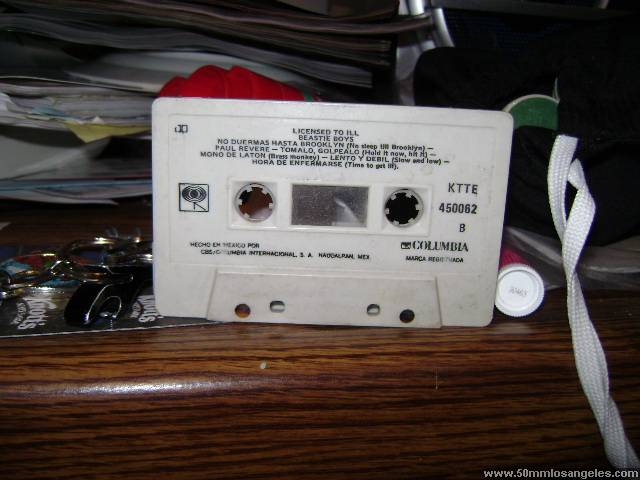 LICENSED TO ILL
BEASTIE BOYS
NO DUERMAS HASTA BROOKLYN (No sleep till Brooklyn) –
PAUL REVERE – TOMALO, GOLPEALO (Hold it now, hit it) –
MONO DE LATON (Brass monkey) – LENTO Y DEBIL (Slow and low) –
HORA DE ENFERMARSE (Time to get ill).
KTTE
450062
B
HECHO EN MEXICO POR
CBS/COLUMBIA INTERNACIONAL, S. A. NAUCALPAN, MEX.
COLUMBIA
MARCA REGISTRADA
www.50mmlosangeles.com